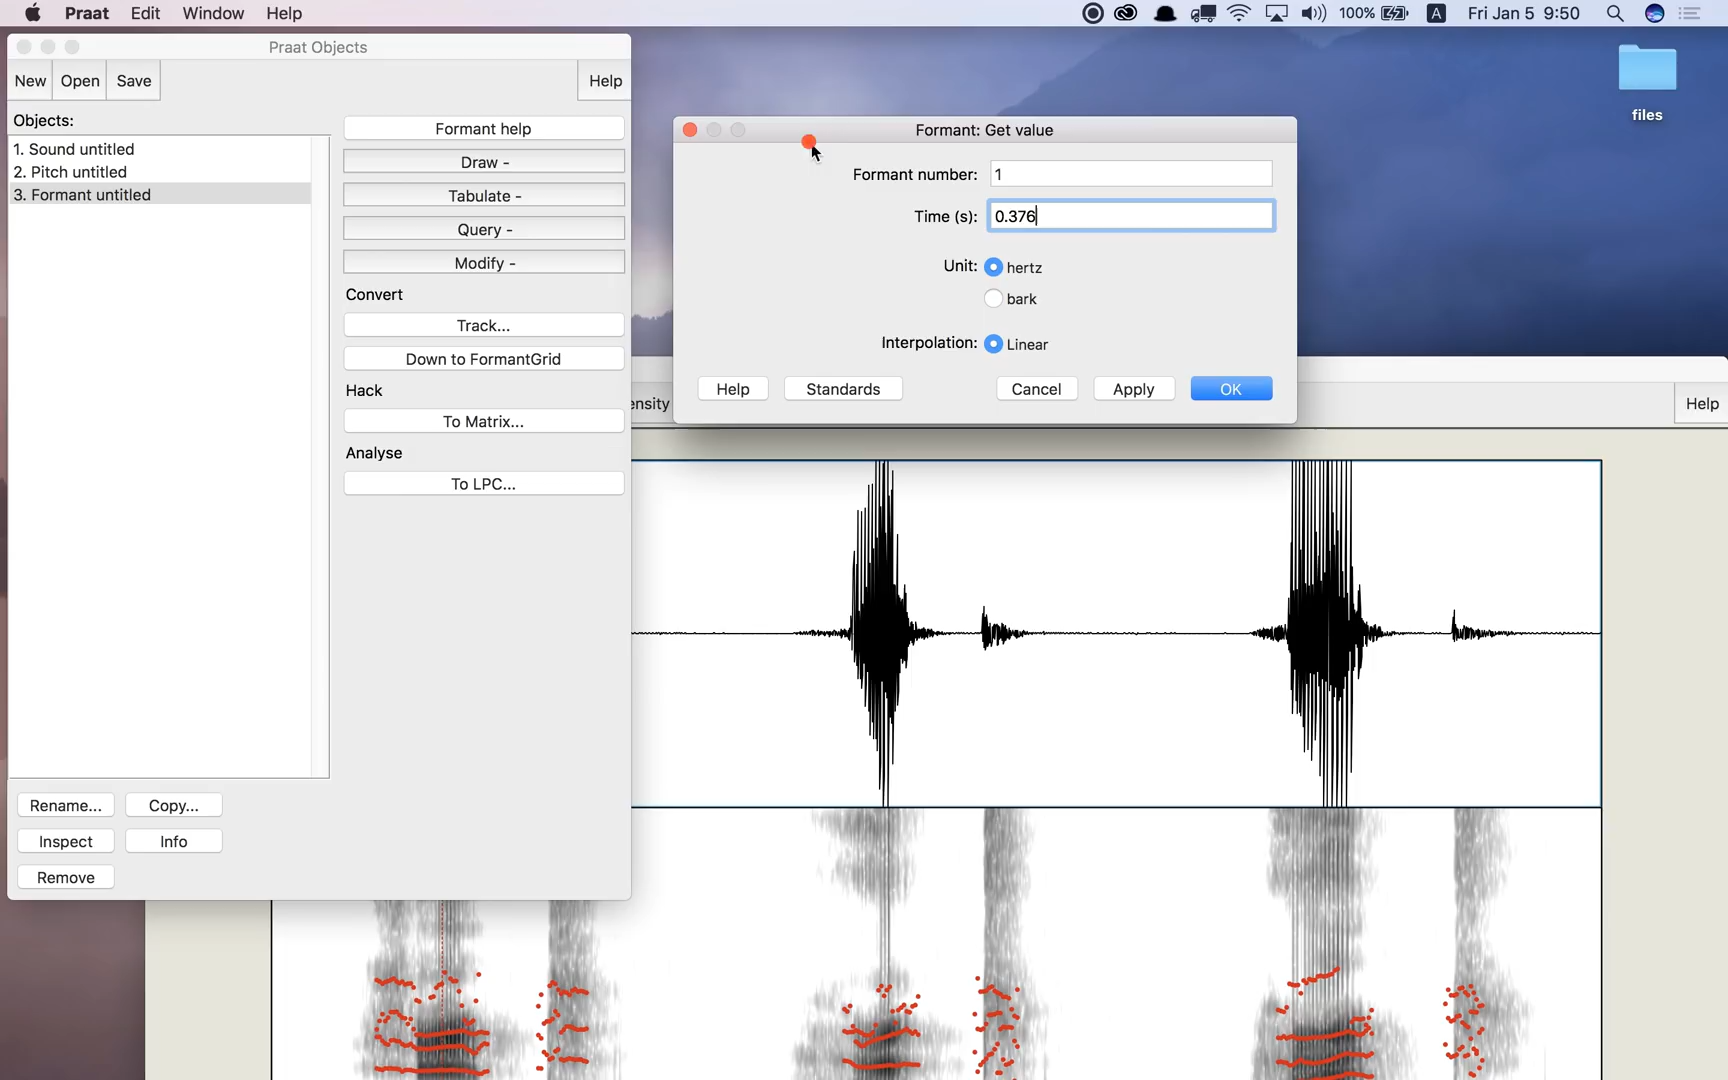 Praat Edit Window Help
100% A Fri Jan 5 9:50
Praat Objects
New Open Save Help
Objects:
1. Sound untitled
2. Pitch untitled
3. Formant untitled
Formant help
Draw -
Tabulate -
Query -
Modify -
Convert
Track...
Down to FormantGrid
Hack
To Matrix...
Analyse
To LPC...
Rename... Copy...
Inspect Info
Remove
Formant: Get value
Formant number: 1
Time (s): 0.376
Unit: hertz
bark
Interpolation: Linear
Help Standards Cancel Apply OK
ensity
Help
files